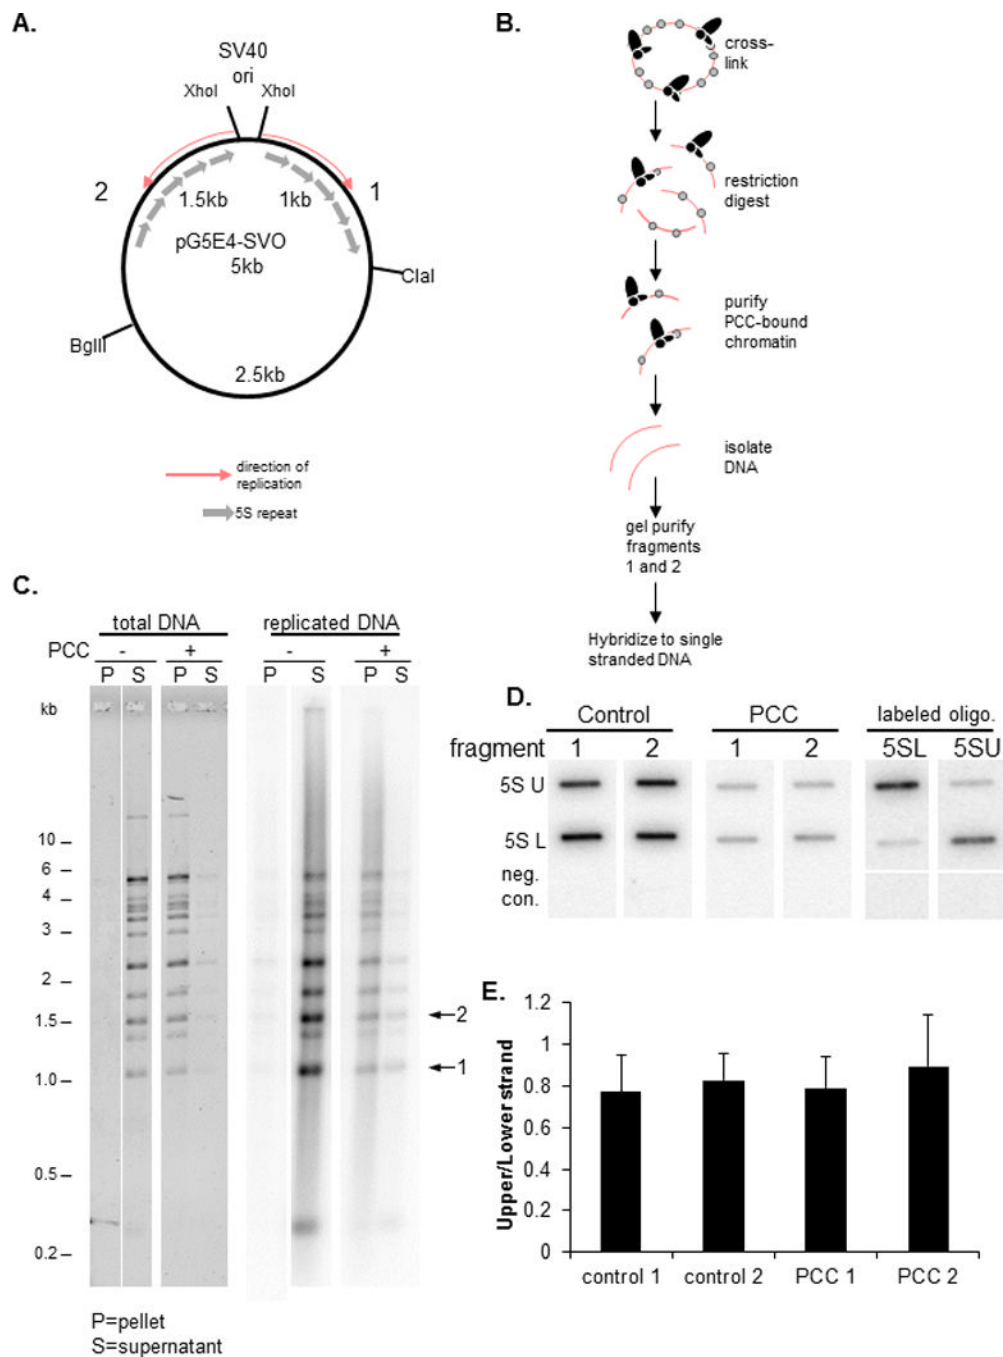 A.
SV40
ori
XhoI XhoI
2 1
1.5kb 1kb
pG5E4-SVO
5kb
ClaI
BglII
2.5kb
direction of
replication
5S repeat
B.
cross-
link
restriction
digest
purify
PCC-bound
chromatin
isolate
DNA
gel purify
fragments
1 and 2
Hybridize to single
stranded DNA
C.
total DNA replicated DNA
PCC - + - +
P S P S P S P S
kb
10
6
4
3
2
1.5
1.0
0.5
0.2
2
1
P=pellet
S=supernatant
D.
Control PCC labeled oligo.
fragment 1 2 1 2 5SL 5SU
5S U
5S L
neg.
con.
E.
Upper/Lower strand
1.2
1
0.8
0.6
0.4
0.2
0
control 1 control 2 PCC 1 PCC 2